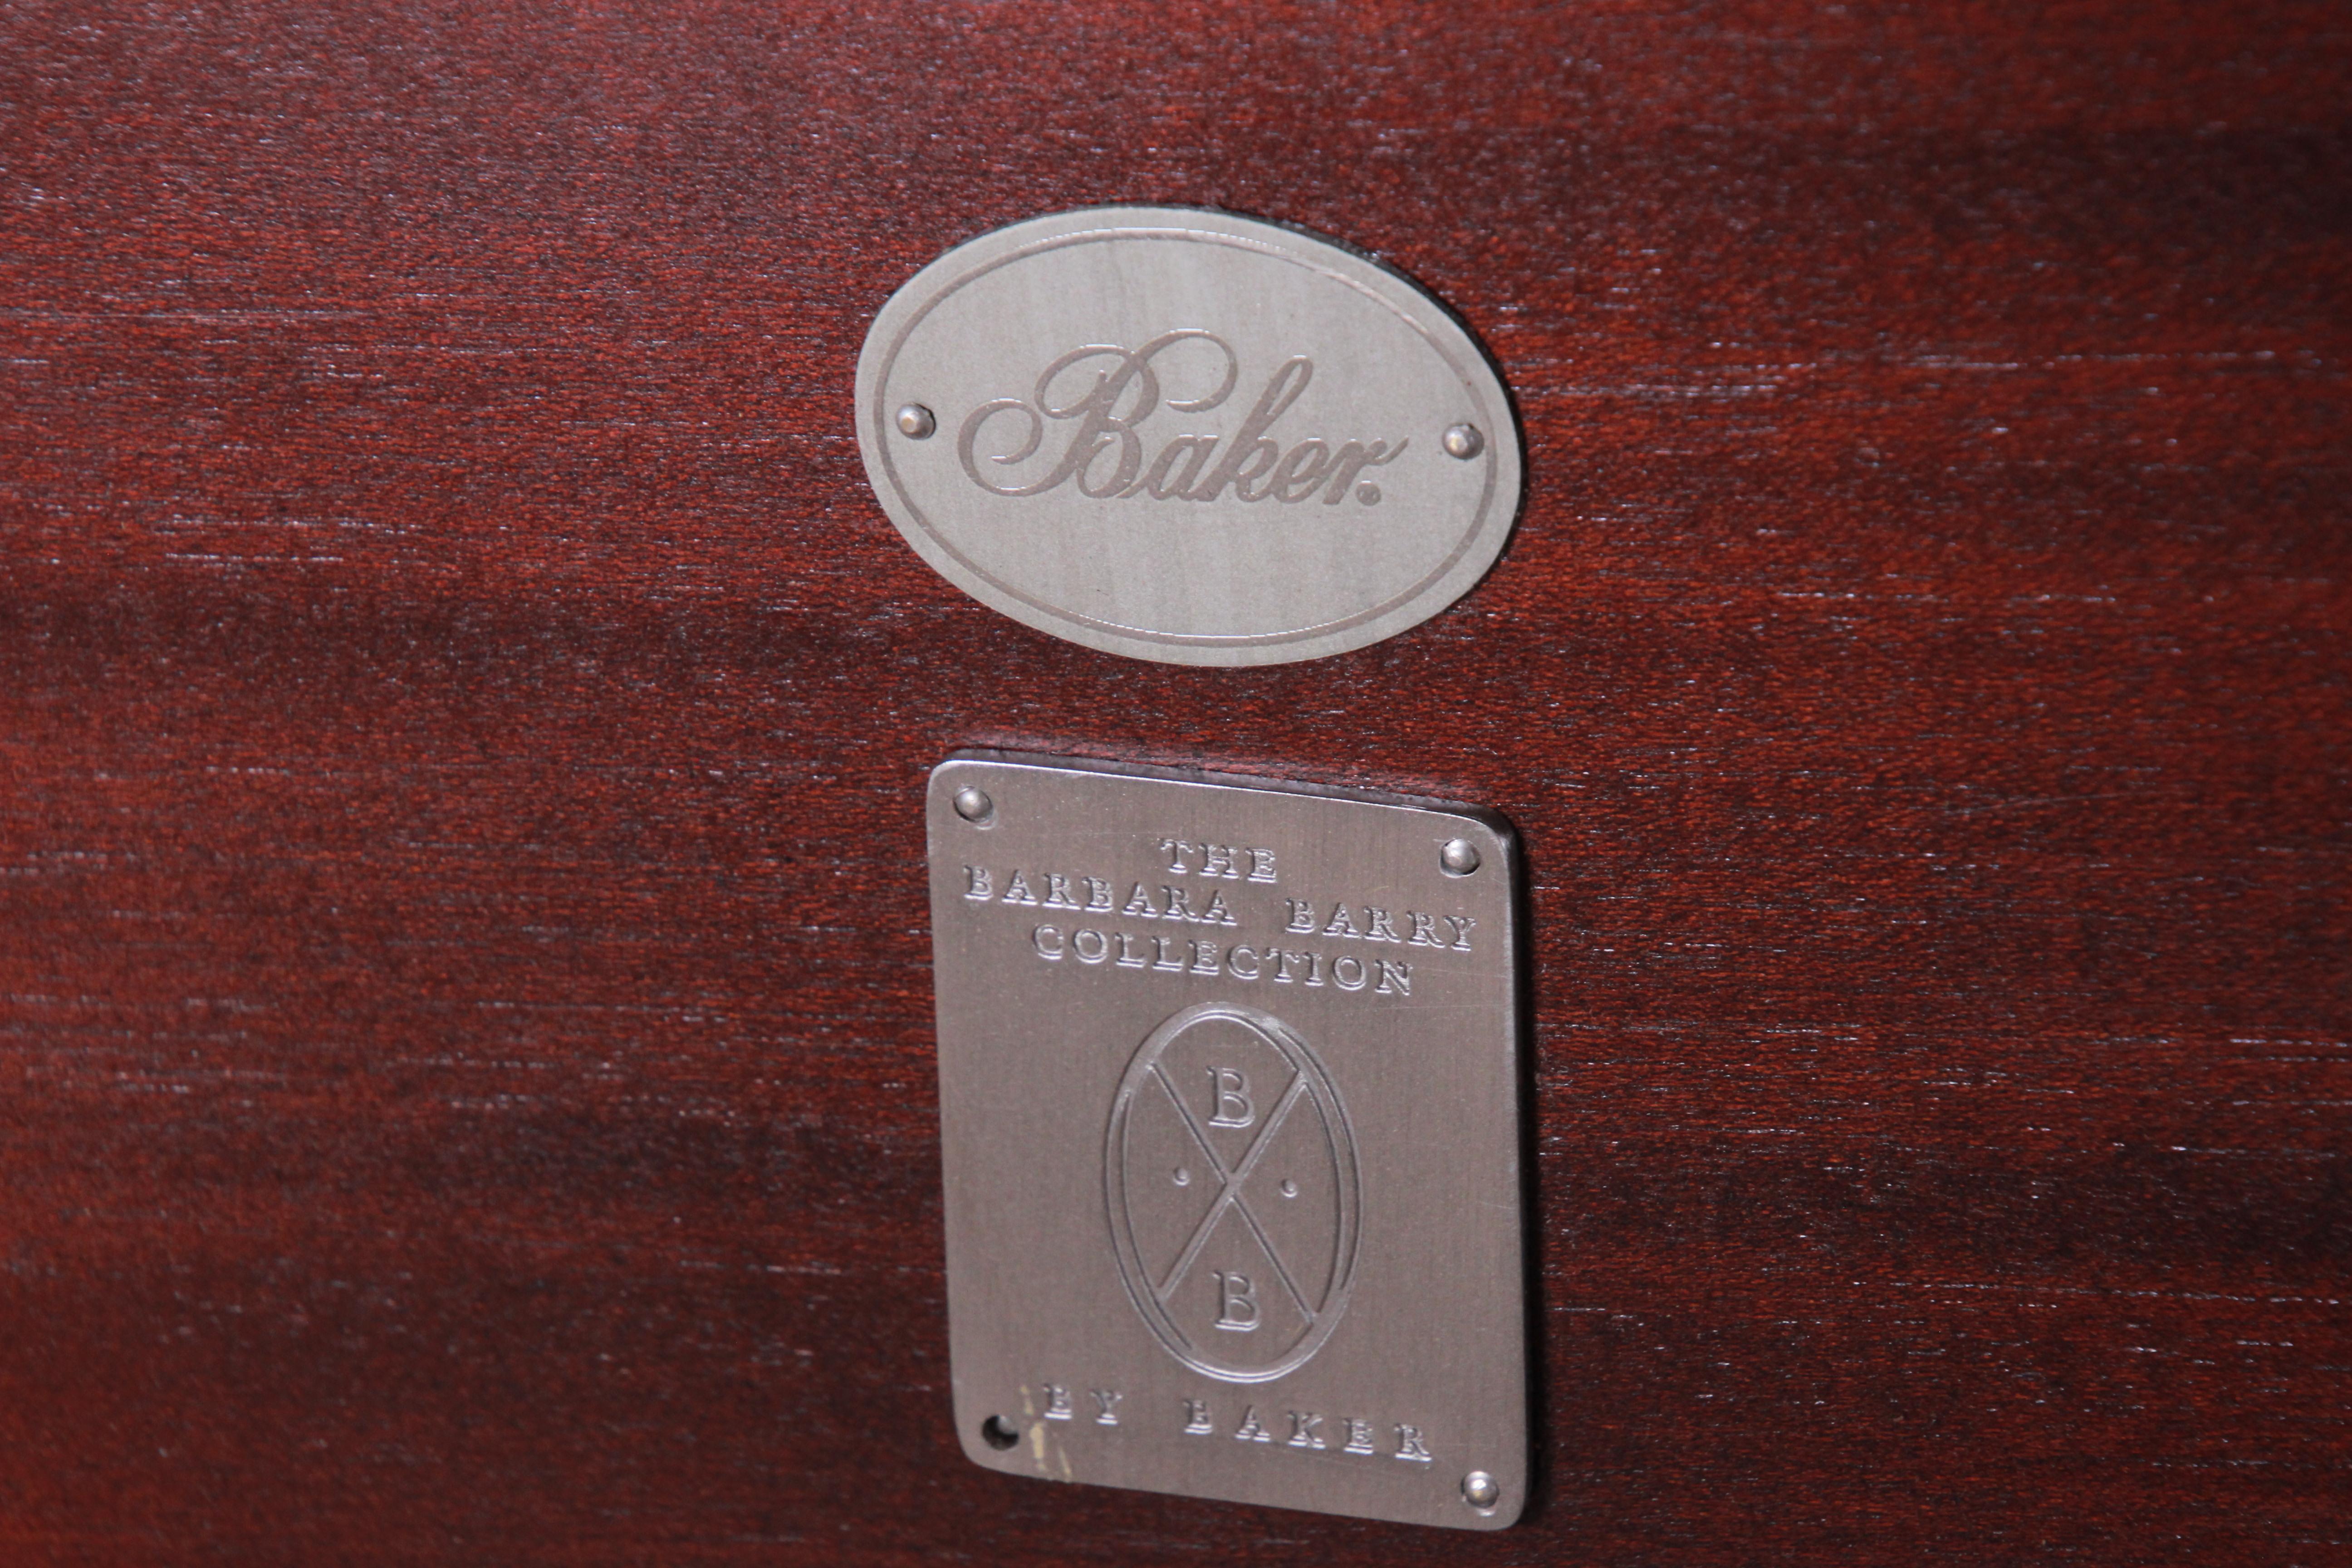 Baker.
THE
BARBARA BARRY
COLLECTION
B
B
BY BAKER